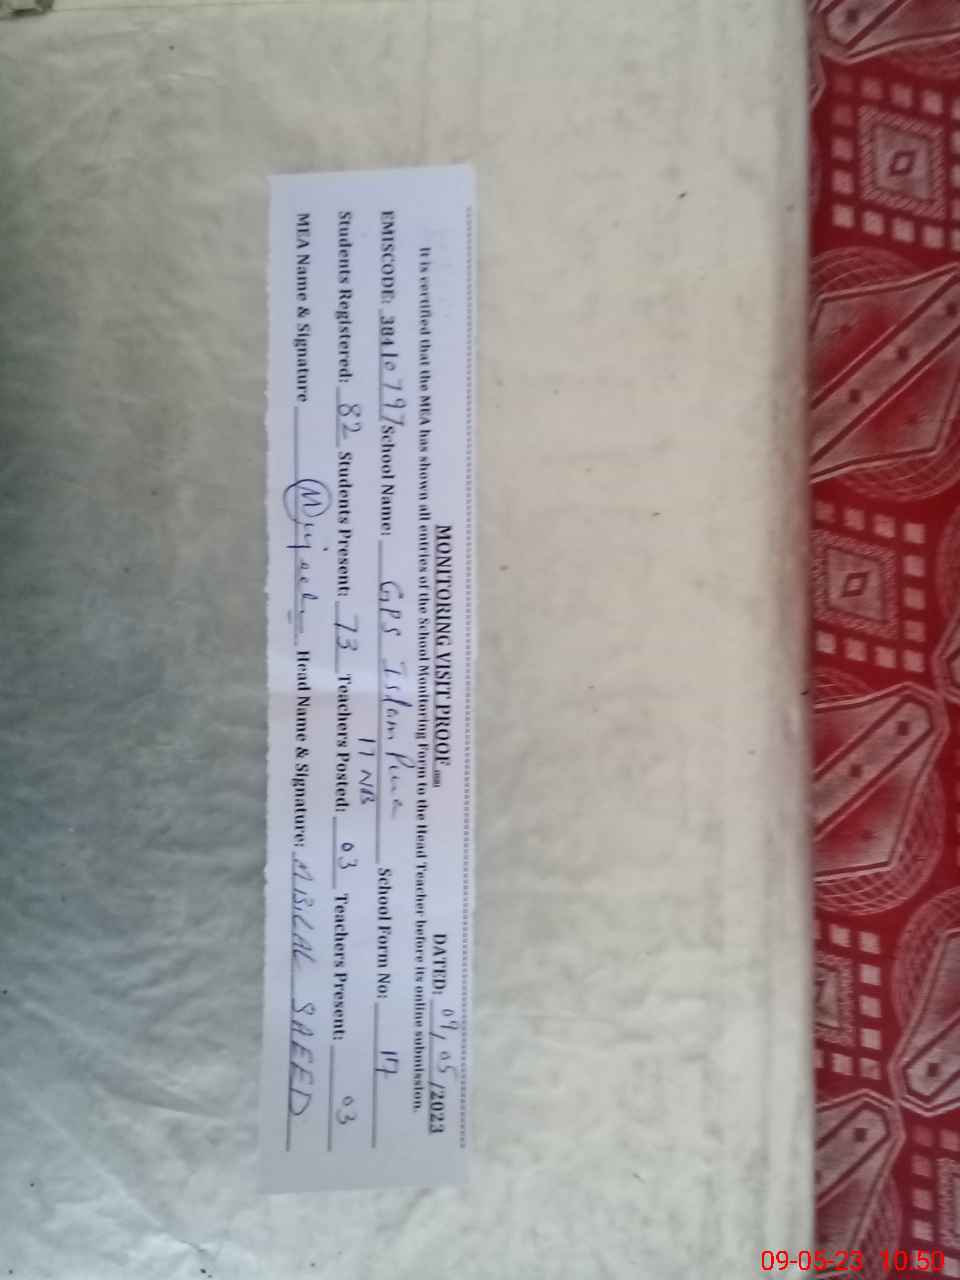 MONITORING VISIT PROOF DATED: 09/05/2023
It is certified that the MEA has shown all entries of the School Monitoring Form to the Head Teacher before its online submission.
EMISCODE: 38410797 School Name: GPS Islam Pura School Form No: 17
17 NB
Students Registered: 82 Students Present: 73 Teachers Posted: 03 Teachers Present: 03
MEA Name & Signature Head Name & Signature: M BILAL SAEED
09-05-23 10:50